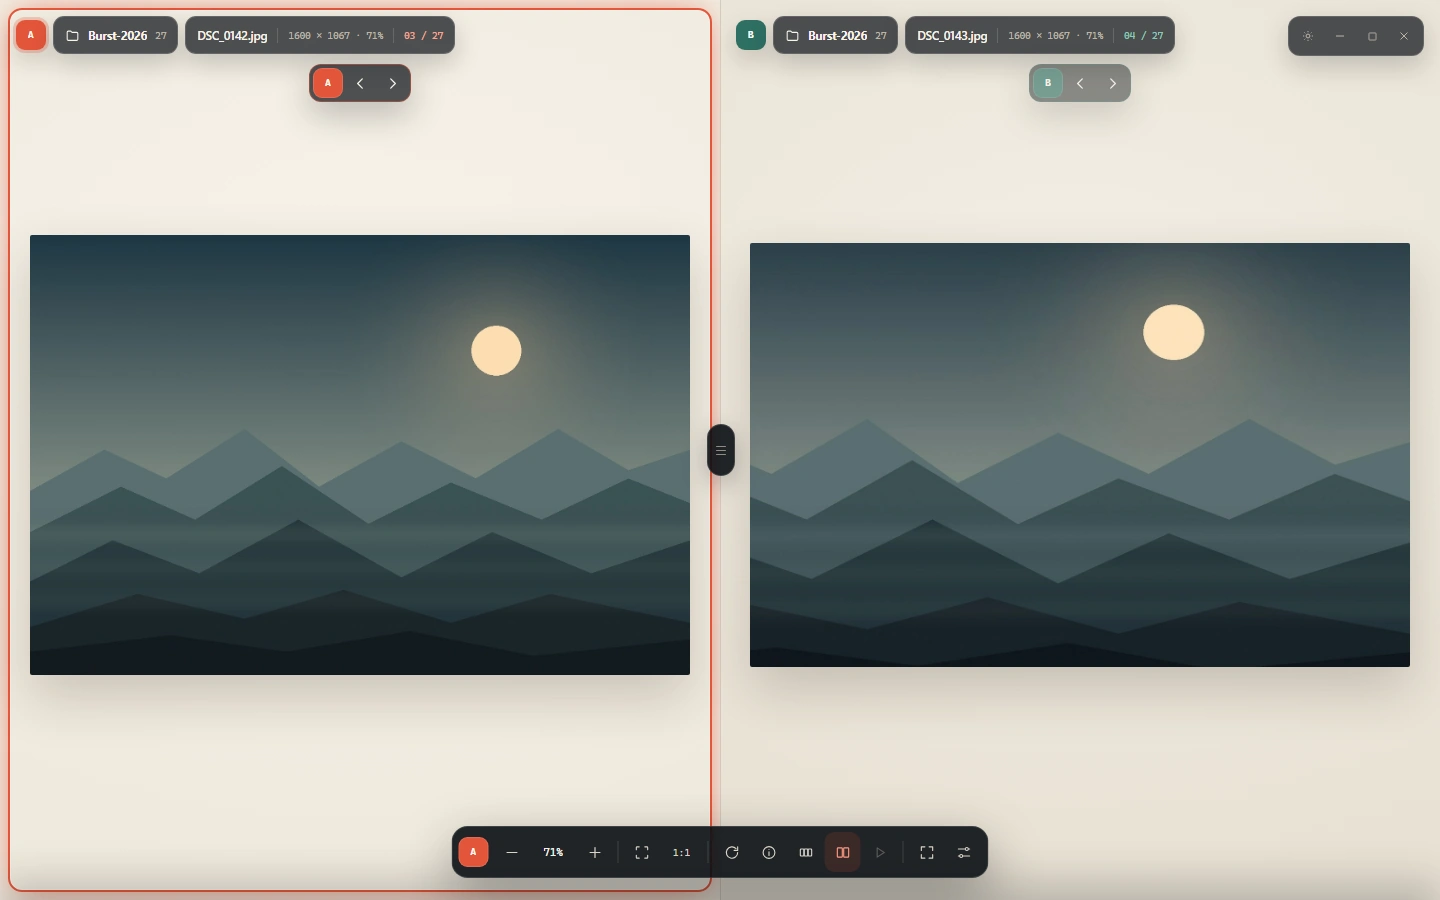 A Burst-2026 27 DSC_0142.jpg 1600 × 1067 · 71% 03 / 27
B Burst-2026 27 DSC_0143.jpg 1600 × 1067 · 71% 04 / 27
A
B
A 71% 1:1